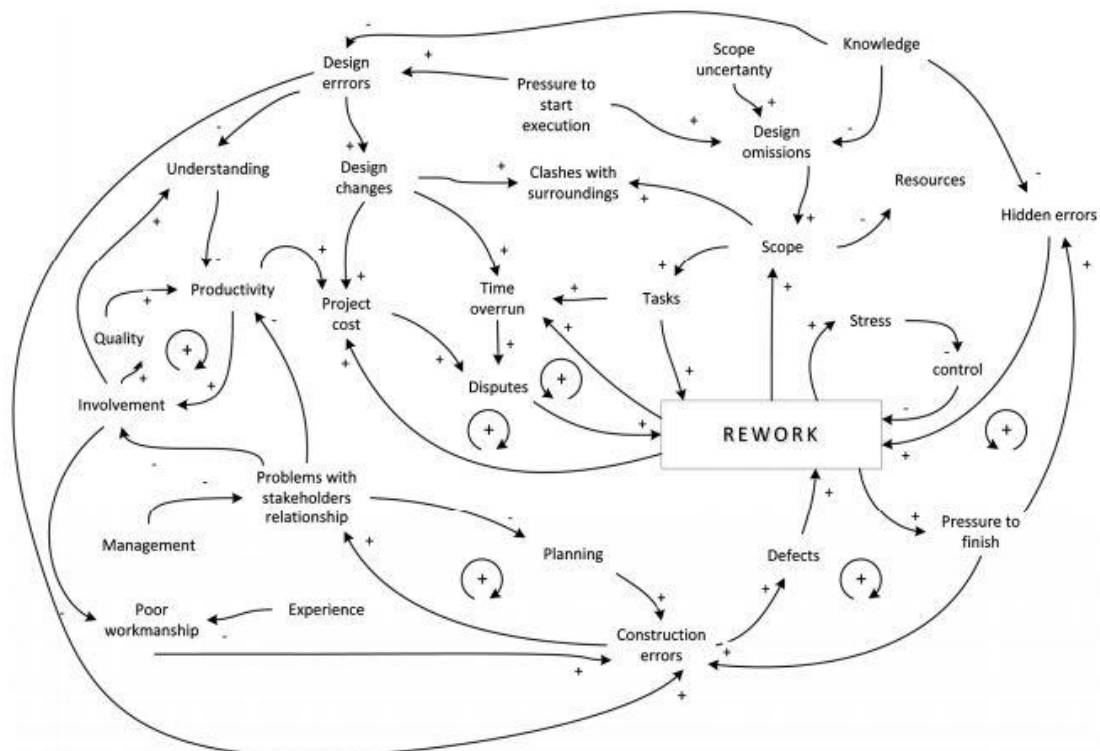 Knowledge
Design
errrors
Scope
uncertanty
Pressure to
start
execution
Design
omissions
Understanding
Design
changes
Clashes with
surroundings
Resources
Hidden errors
Scope
Productivity
Project
cost
Time
overrun
Tasks
Stress
Quality
control
Disputes
Involvement
REWORK
Problems with
stakeholders
relationship
Management
Planning
Defects
Pressure to
finish
Poor
workmanship
Experience
Construction
errors